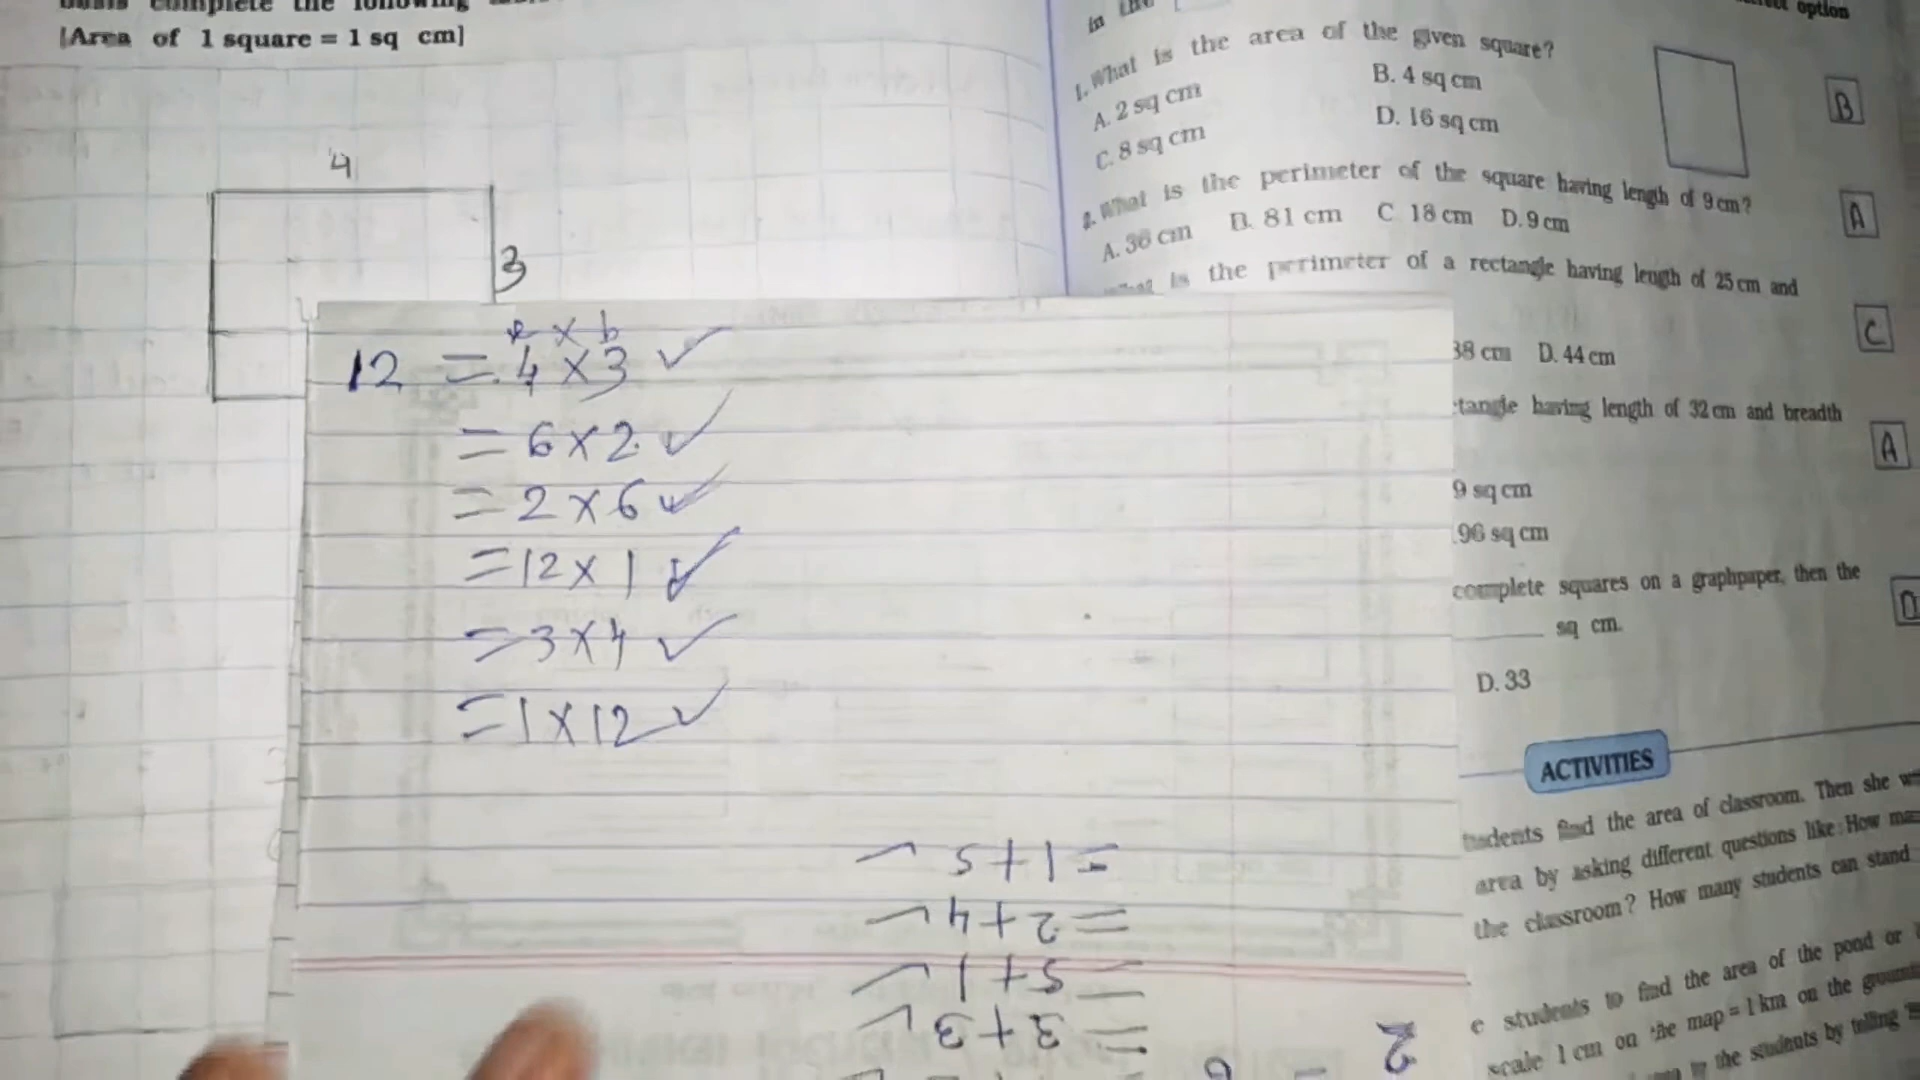 complete the following
[Area of 1 square = 1 sq cm]
4
3
l x b
12 = 4 x 3 ✓
= 6 x 2 ✓
= 2 x 6 ✓
= 12 x 1 ✓
= 3 x 4 ✓
= 1 x 12 ✓
= 1 + 5 ✓
= 2 + 4 ✓
= 5 + 1 ✓
= 3 + 3 ✓
2
option
in the
1. What is the area of the given square?
A. 2 sq cm B. 4 sq cm
C. 8 sq cm D. 16 sq cm
B
2. What is the perimeter of the square having length of 9 cm?
A. 36 cm B. 81 cm C. 18 cm D. 9 cm
A
is the perimeter of a rectangle having length of 25 cm and
38 cm D. 44 cm
C
having length of 32 cm and breadth
A
9 sq cm
96 sq cm
complete squares on a graphpaper, then the
sq cm.
D
D. 33
ACTIVITIES
find the area of classroom. Then she
area by asking different questions like: How
the classroom? How many students can stand
students to find the area of the pond or
scale 1 cm on the map = 1 km on the
the students by telling